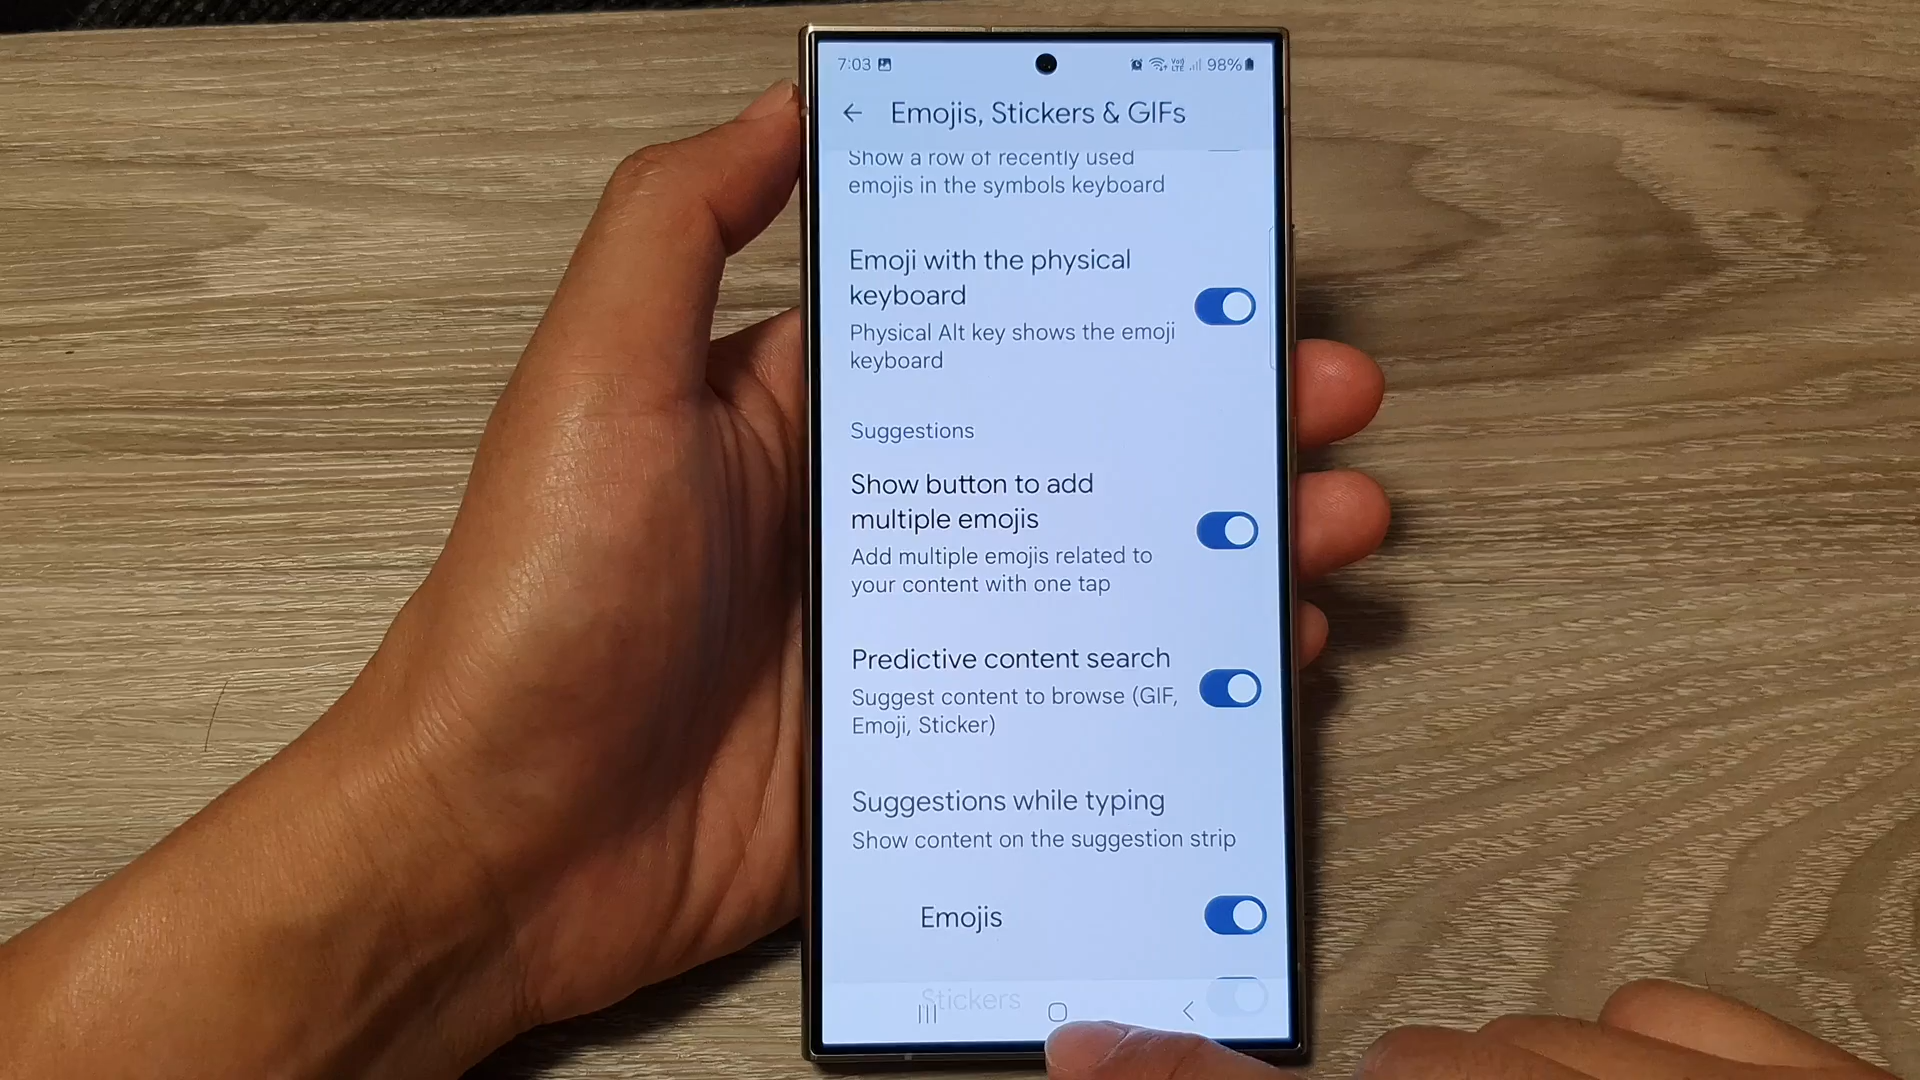 7:03
98%
Emojis, Stickers & GIFs
Show a row of recently used
emojis in the symbols keyboard
Emoji with the physical
keyboard
Physical Alt key shows the emoji
keyboard
Suggestions
Show button to add
multiple emojis
Add multiple emojis related to
your content with one tap
Predictive content search
Suggest content to browse (GIF,
Emoji, Sticker)
Suggestions while typing
Show content on the suggestion strip
Emojis
Stickers